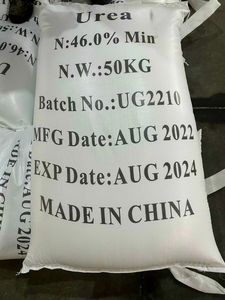 Urea
N:46.0% Min
N.W.:50KG
Batch No.:UG2210
MFG Date:AUG 2022
EXP Date:AUG 2024
MADE IN CHINA